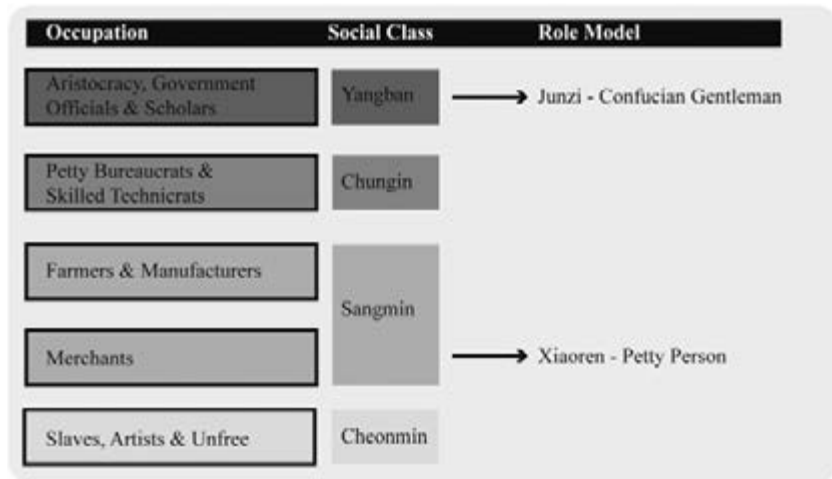 Occupation Social Class Role Model
Aristocracy, Government
Officials & Scholars
Yangban
Junzi - Confucian Gentleman
Petty Bureaucrats &
Skilled Technicrats
Chungin
Farmers & Manufacturers
Sangmin
Merchants
Xiaoren - Petty Person
Slaves, Artists & Unfree
Cheonmin